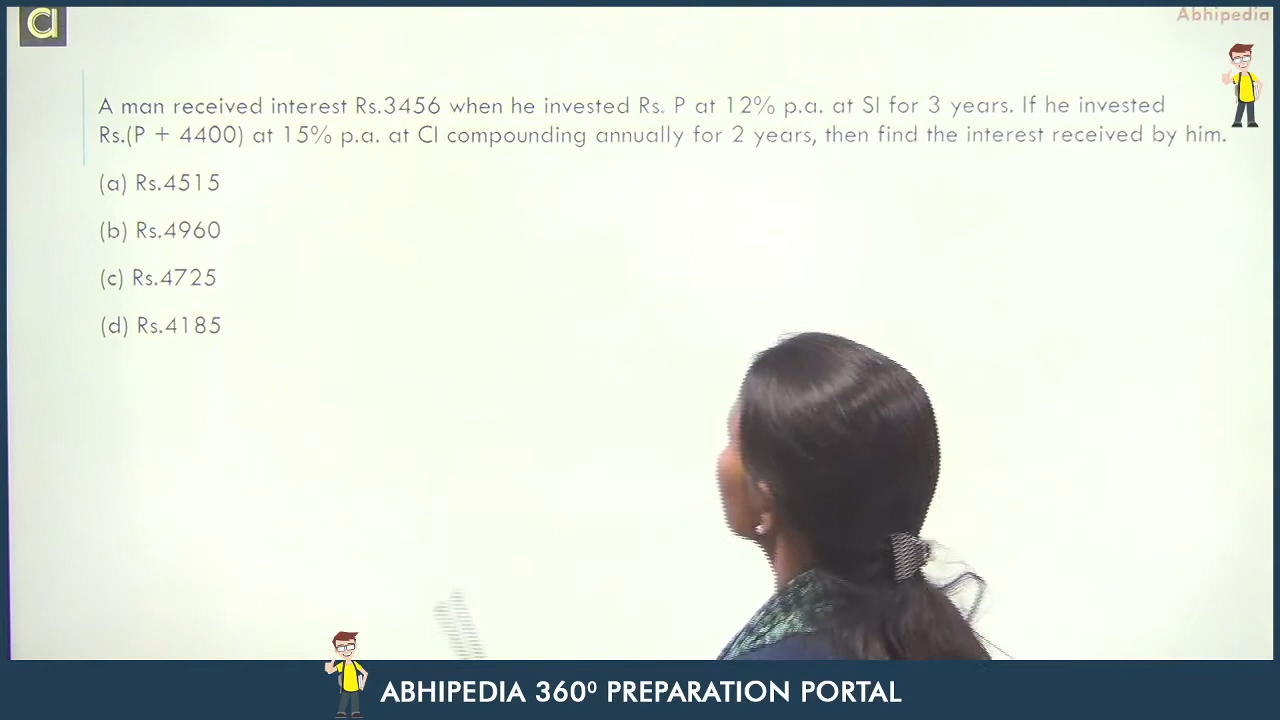 a
Abhipedia
A man received interest Rs.3456 when he invested Rs. P at 12% p.a. at SI for 3 years. If he invested
Rs.(P + 4400) at 15% p.a. at CI compounding annually for 2 years, then find the interest received by him.
(a) Rs.4515
(b) Rs.4960
(c) Rs.4725
(d) Rs.4185
ABHIPEDIA 360⁰ PREPARATION PORTAL